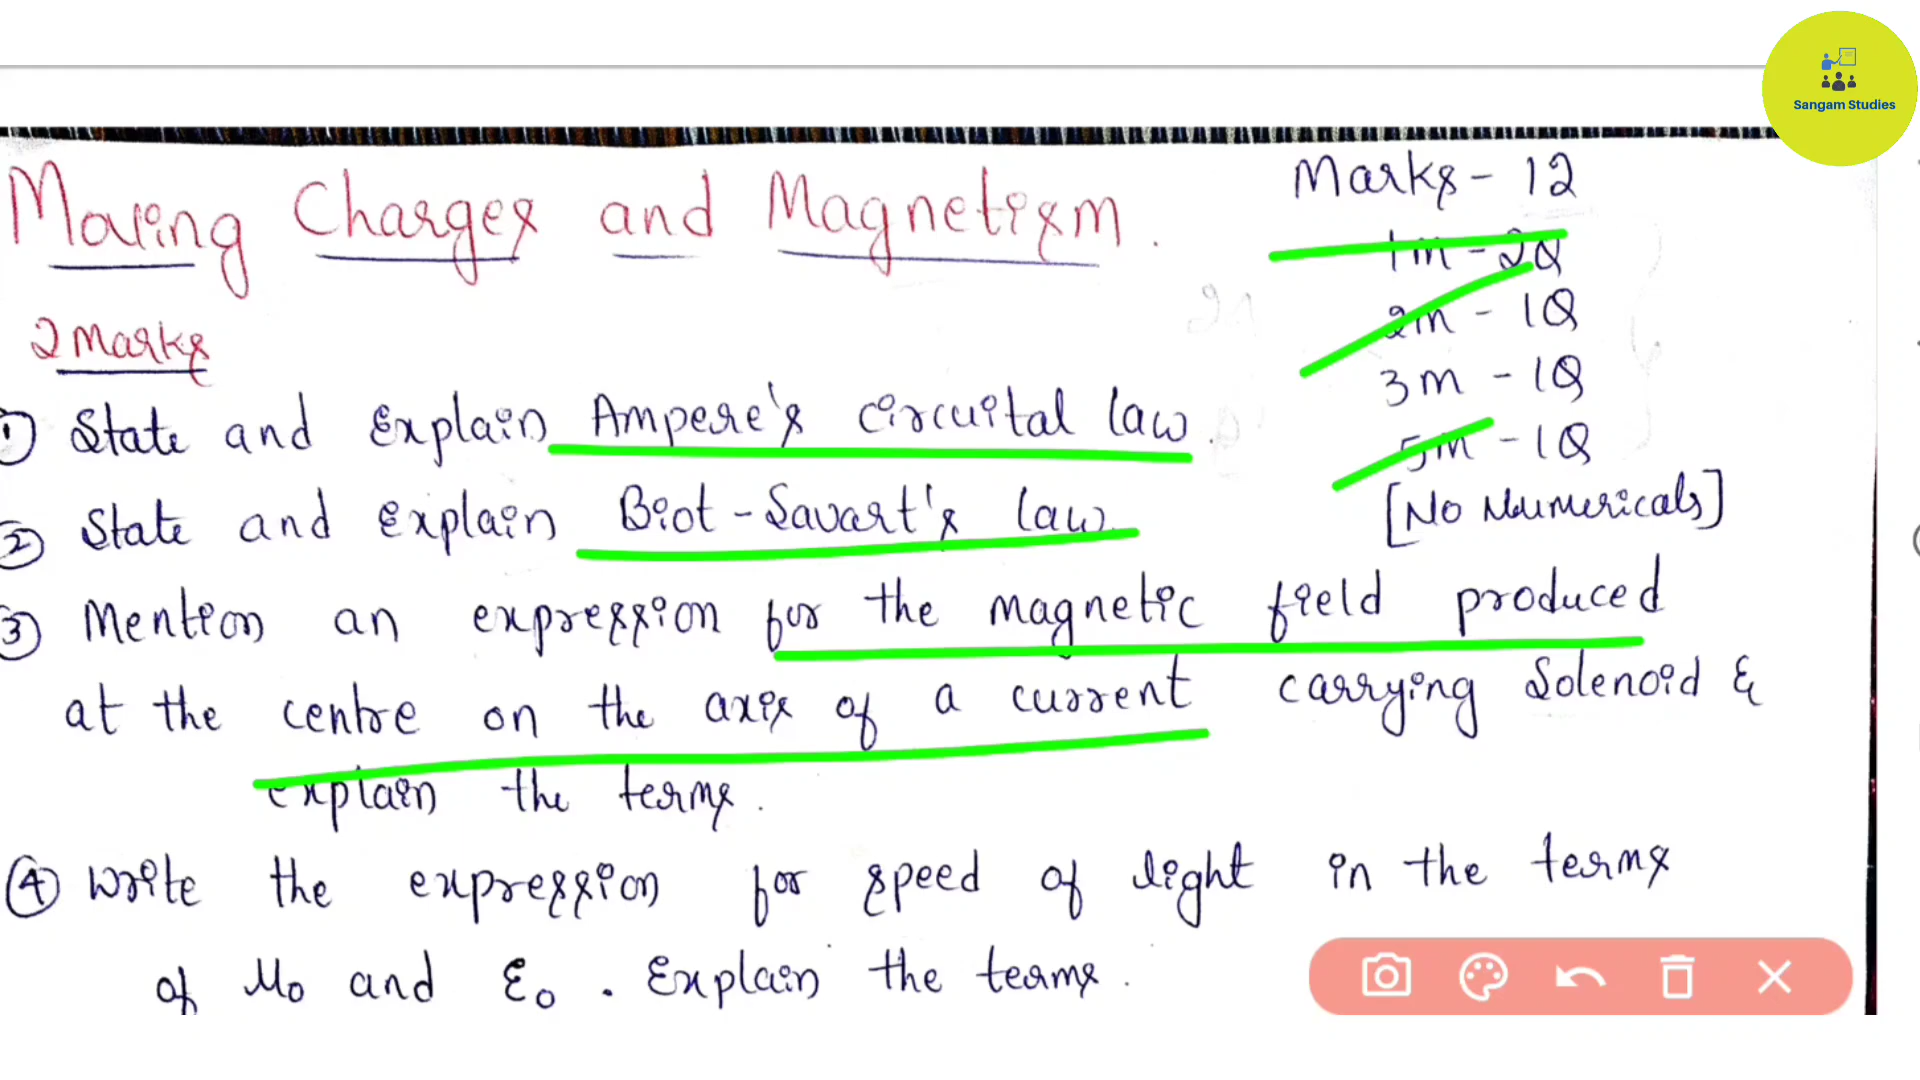 Sangam Studies
Moving Charges and Magnetism.
Marks - 12
1m - 2Q
2m - 1Q
3m - 1Q
5m - 1Q
[No Numericals]
2 Marks
① State and Explain Ampere's circuital law.
② State and Explain Biot-Savart's law.
③ Mention an expression for the magnetic field produced
at the centre on the axis of a current carrying Solenoid &
explain the terms.
④ Write the expression for speed of light in the terms
of μ₀ and ε₀. Explain the terms.